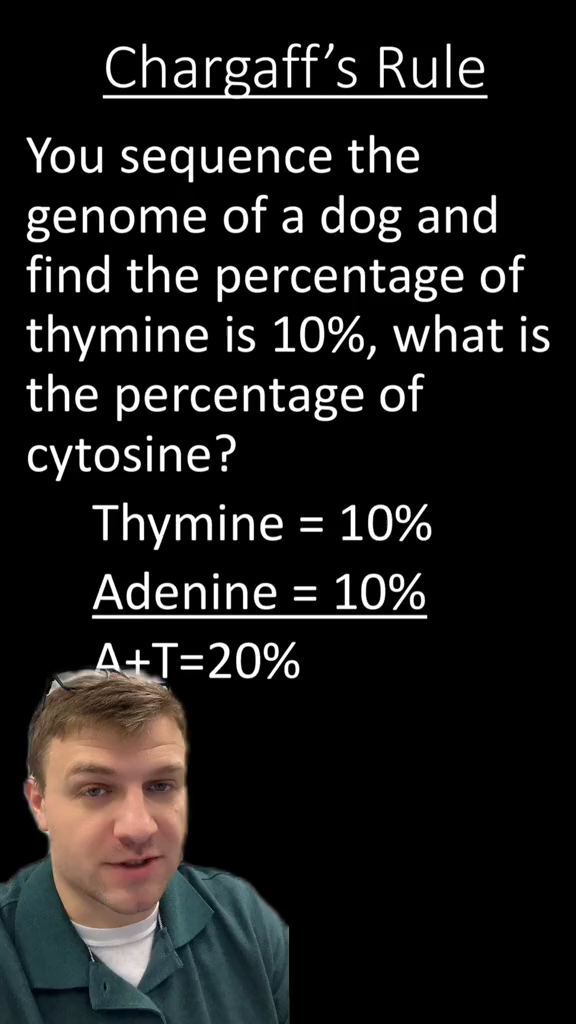 Chargaff’s Rule
You sequence the
genome of a dog and
find the percentage of
thymine is 10%, what is
the percentage of
cytosine?
Thymine = 10%
Adenine = 10%
A+T=20%